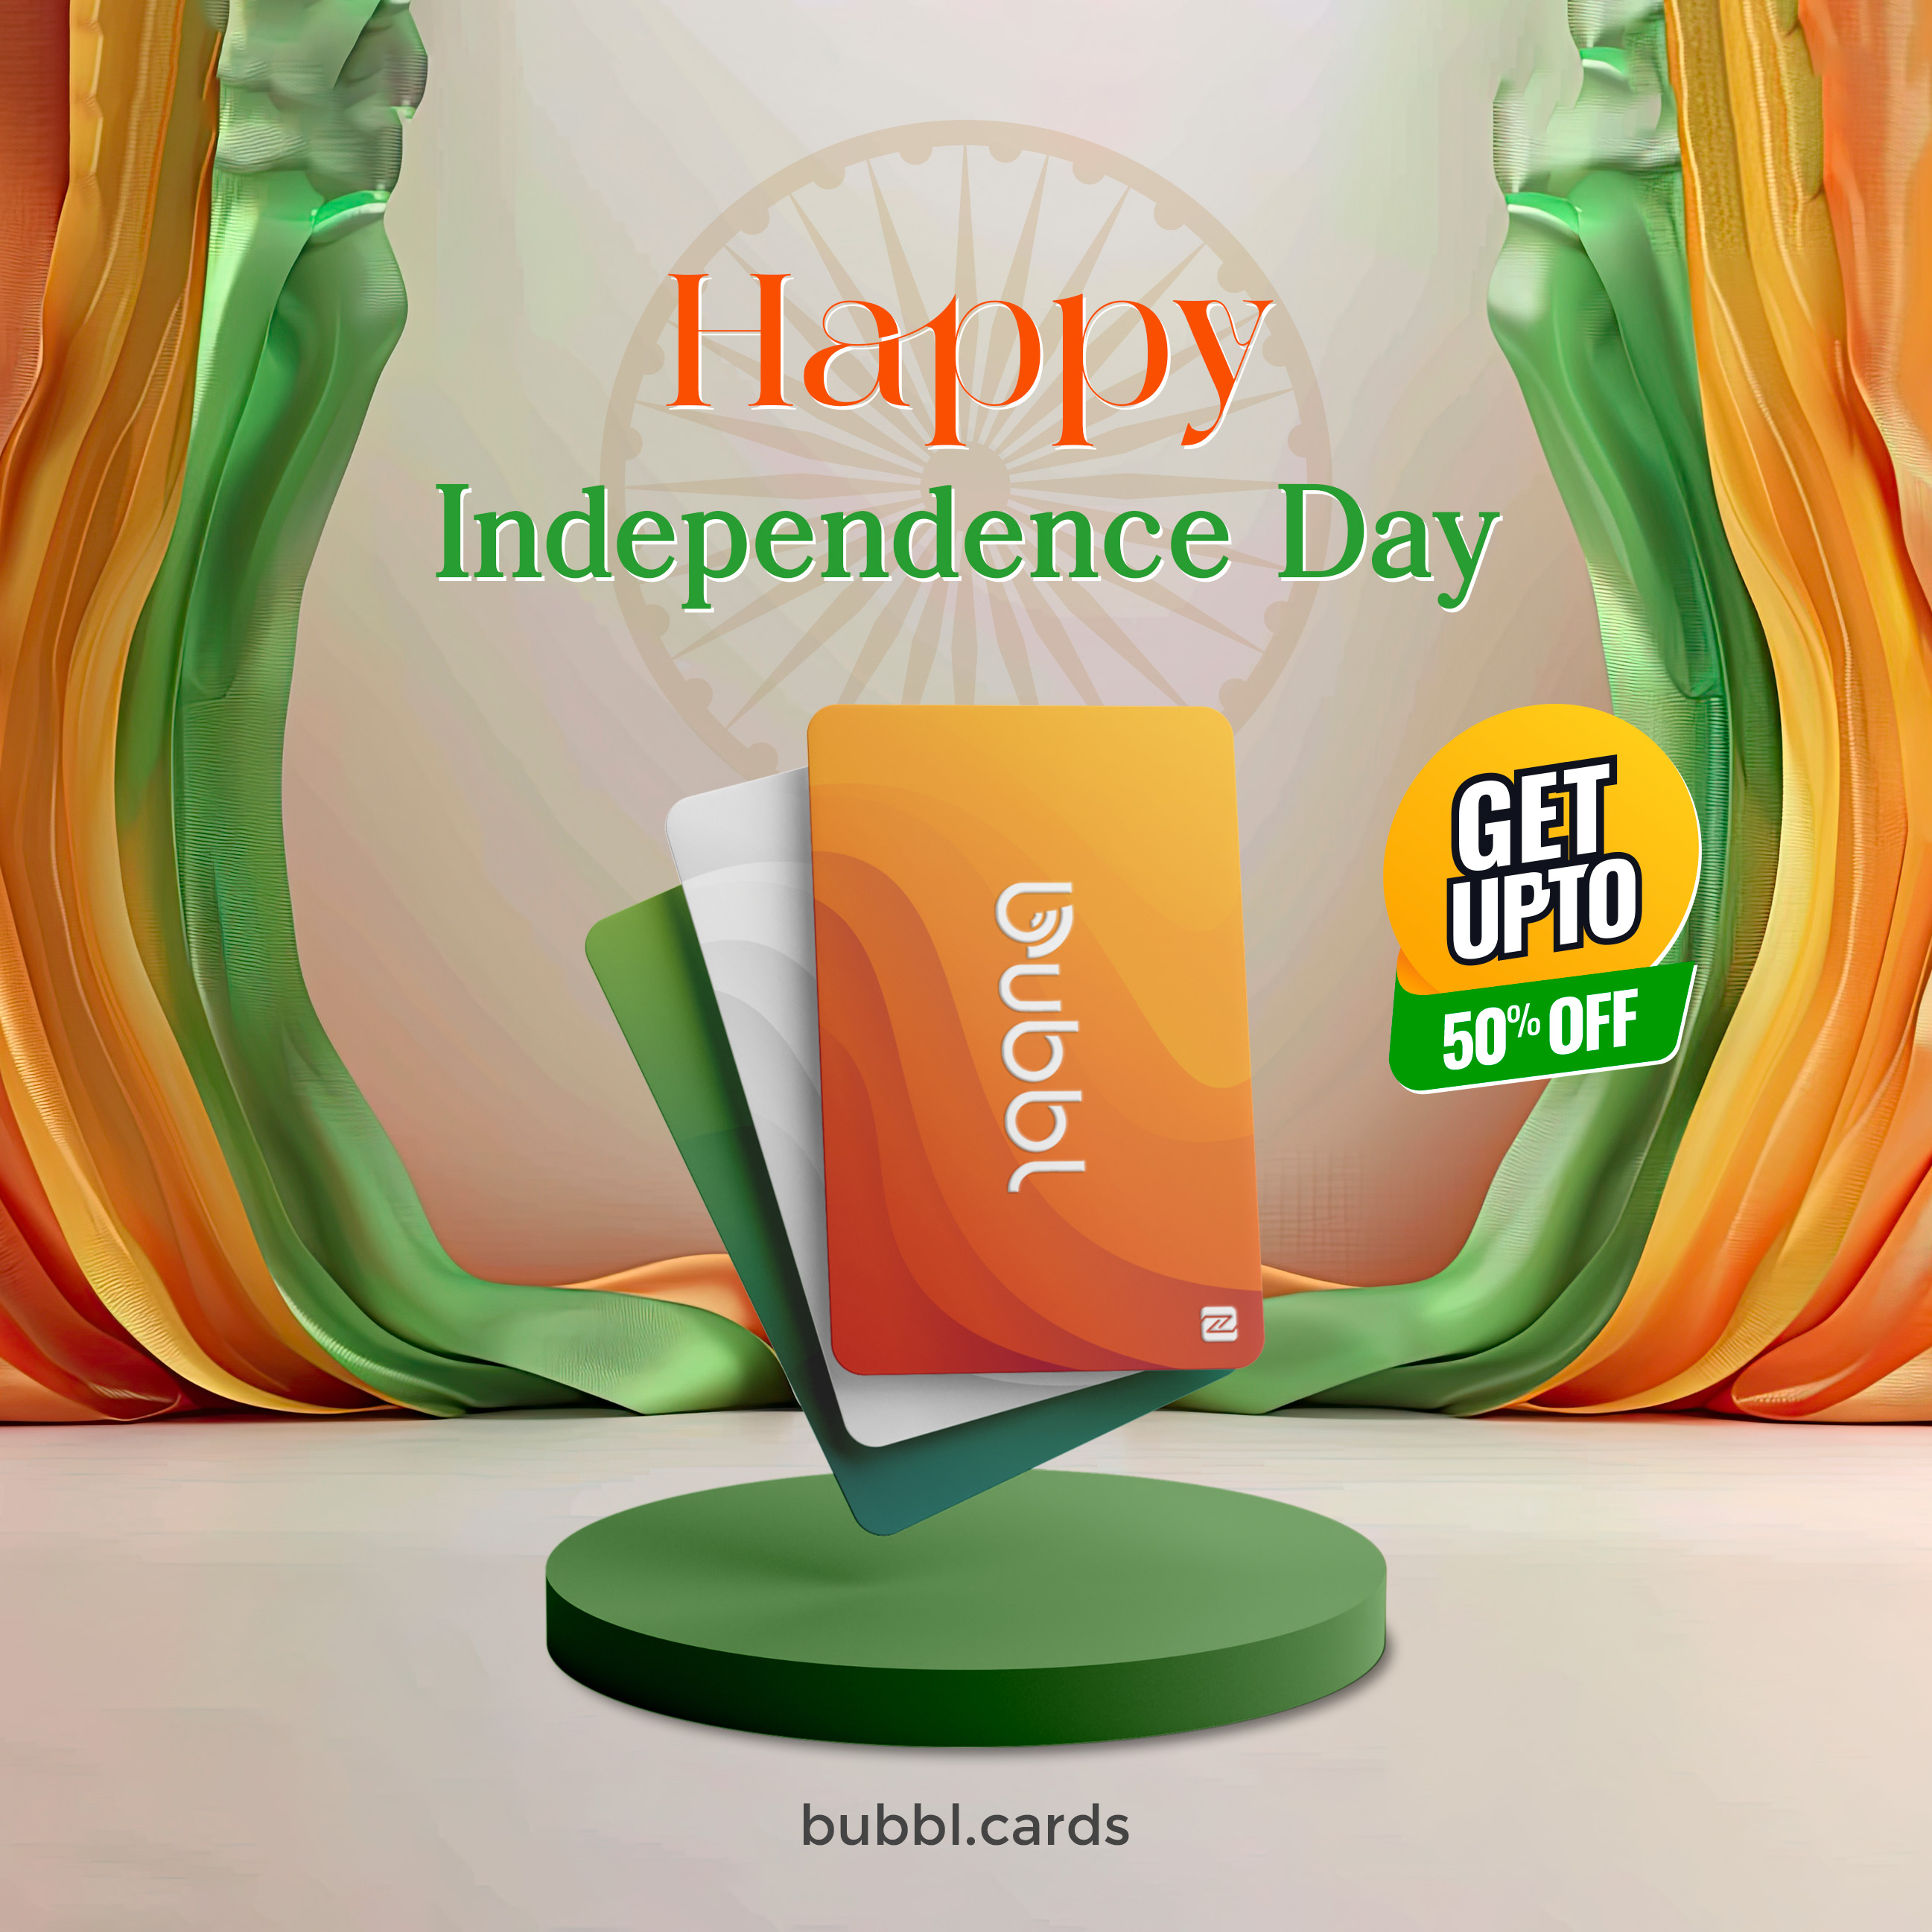 Happy
Independence Day
bubbl
GET
UPTO
50% OFF
bubbl.cards